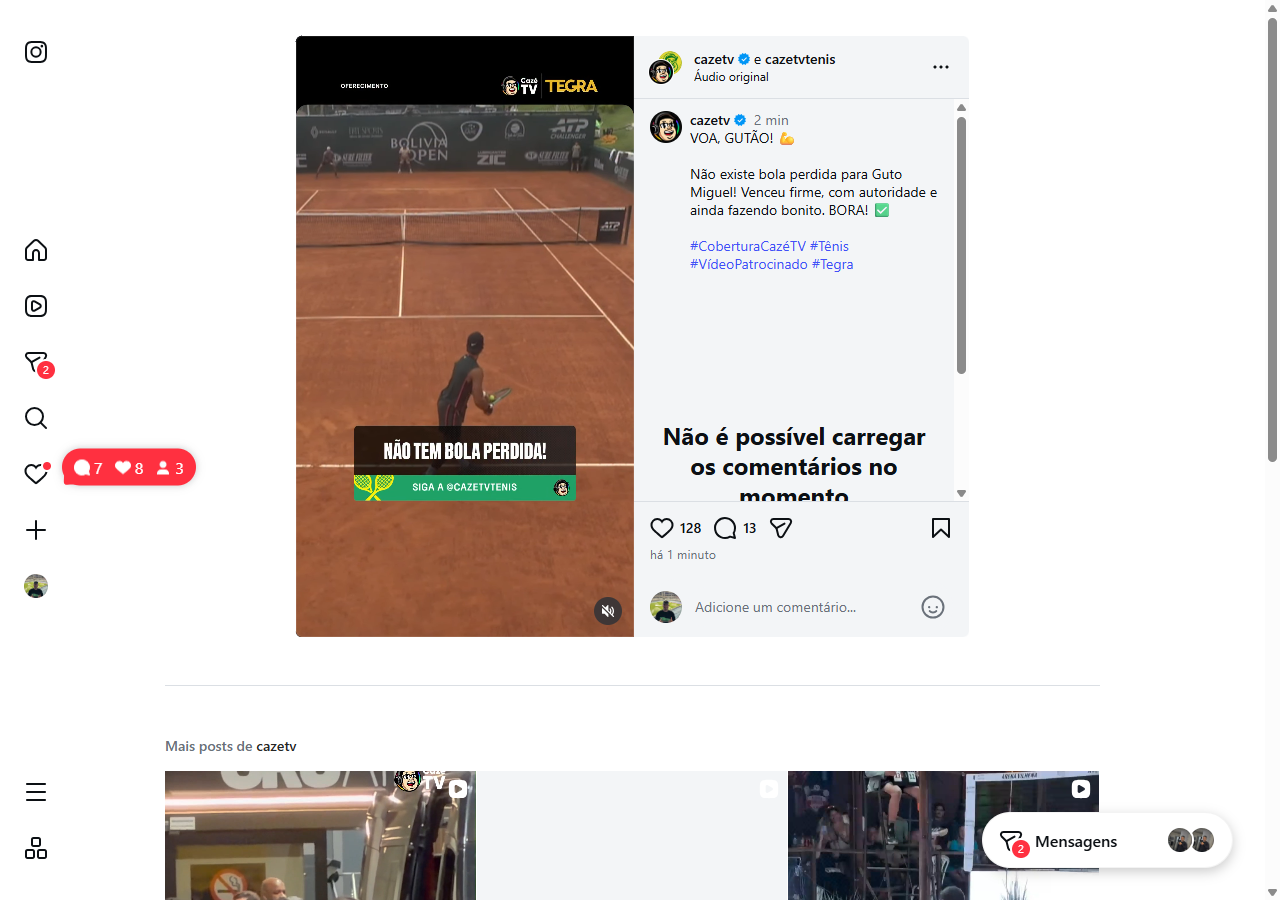 OFERECIMENTO
Cazé TV
TEGRA
BOLIVIA OPEN
ATP CHALLENGER
ZIC
ATP
NÃO TEM BOLA PERDIDA!
SIGA A @CAZETVTENIS
cazetv e cazetvtenis
Áudio original
cazetv 2 min
VOA, GUTÃO! 💪
Não existe bola perdida para Guto
Miguel! Venceu firme, com autoridade e
ainda fazendo bonito. BORA! ✅
#CoberturaCazéTV #Tênis
#VídeoPatrocinado #Tegra
Não é possível carregar
os comentários no
momento
128 13
há 1 minuto
Adicione um comentário...
2
7 8 3
Mais posts de cazetv
Cazé TV
2
Mensagens